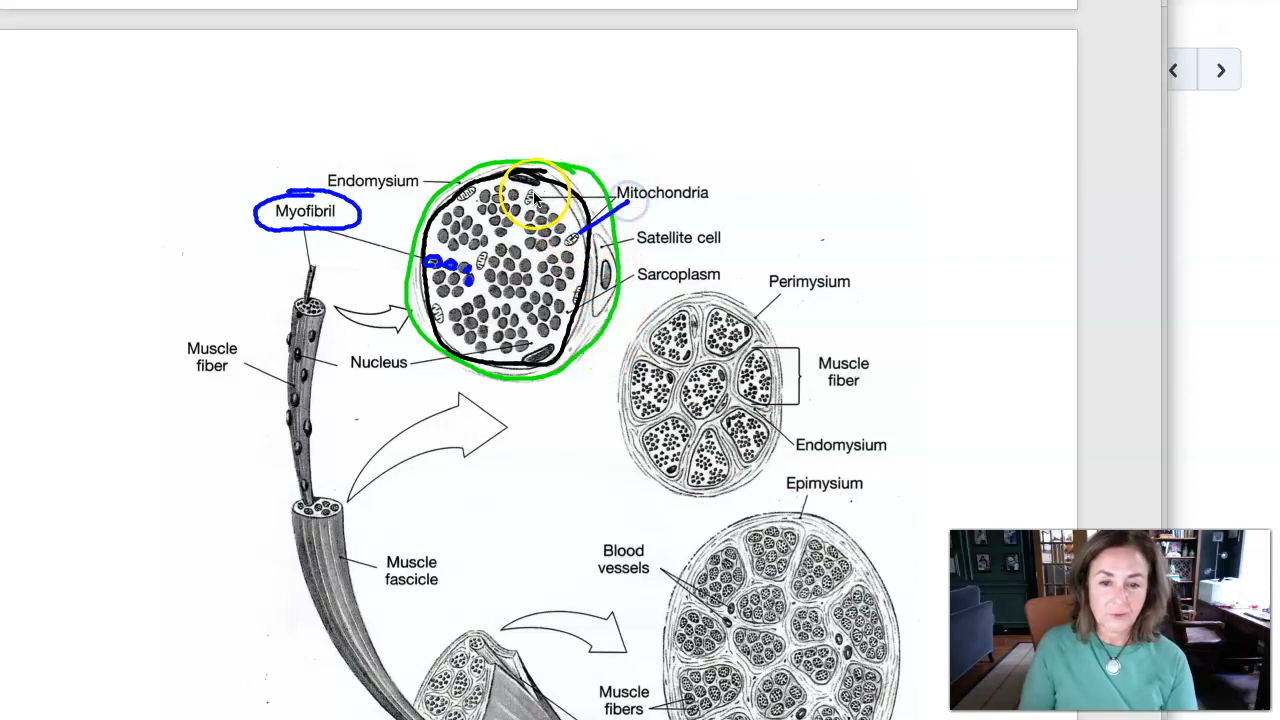 Endomysium
Myofibril
Mitochondria
Satellite cell
Sarcoplasm
Perimysium
Muscle
fiber
Nucleus
Muscle
fiber
Endomysium
Epimysium
Blood
vessels
Muscle
fascicle
Muscle
fibers